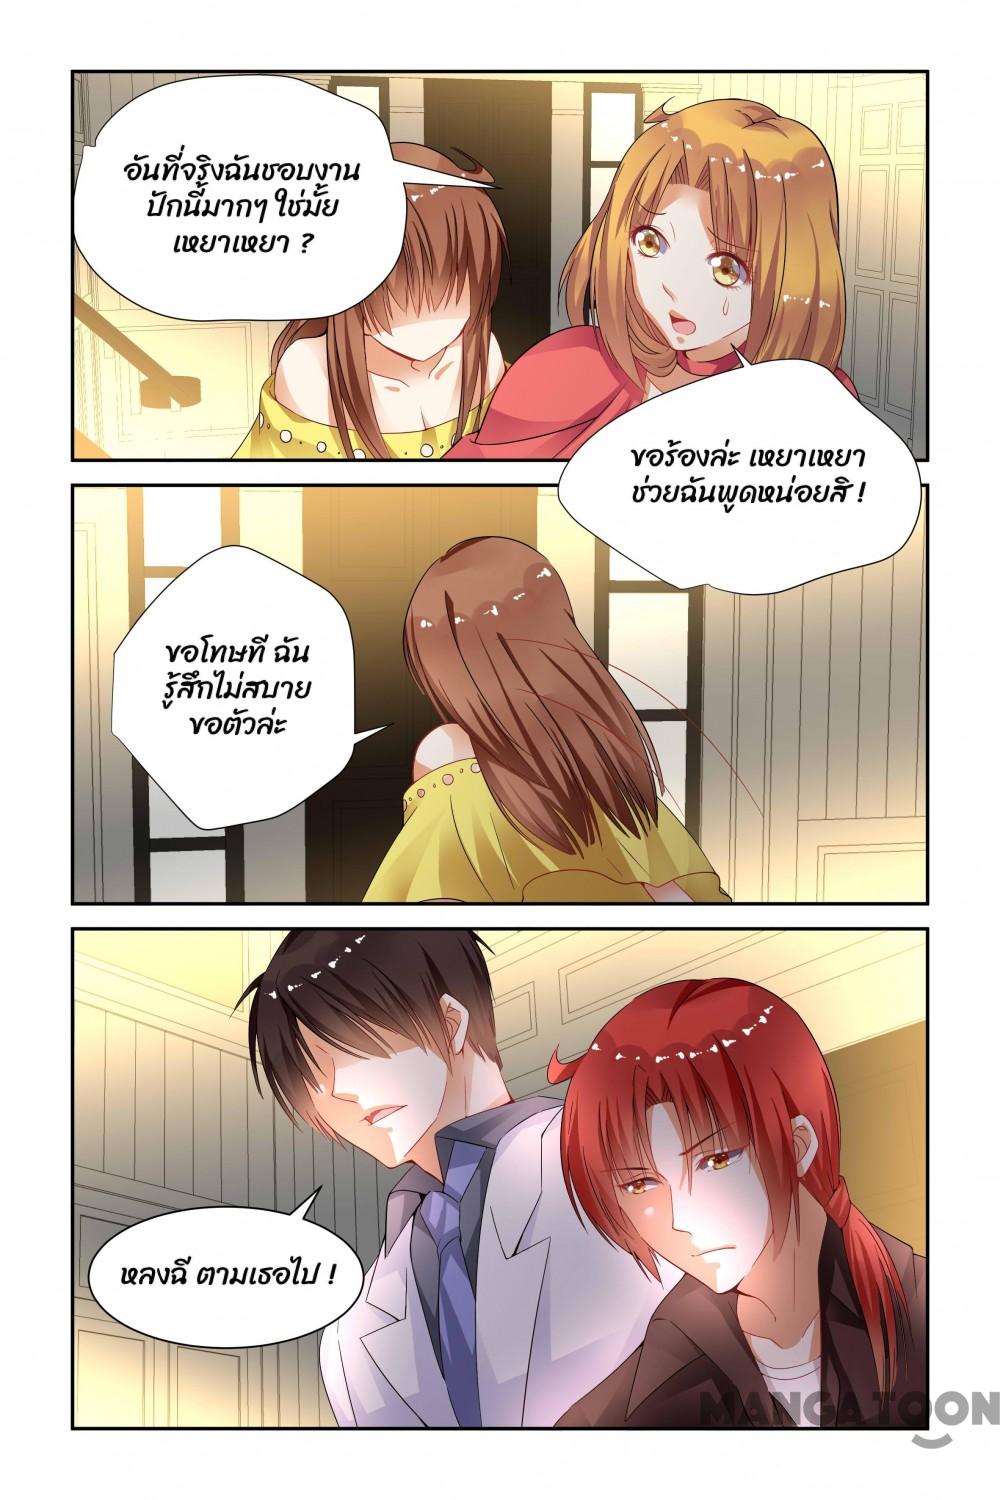 อันที่จริงฉันชอบงาน
ปักนี้มากๆ ใช่มั้ย
เหยาเหยา ?
ขอร้องล่ะ เหยาเหยา
ช่วยฉันพูดหน่อยสิ !
ขอโทษที ฉัน
รู้สึกไม่สบาย
ขอตัวล่ะ
หลงฉี ตามเธอไป !
MANGATOON